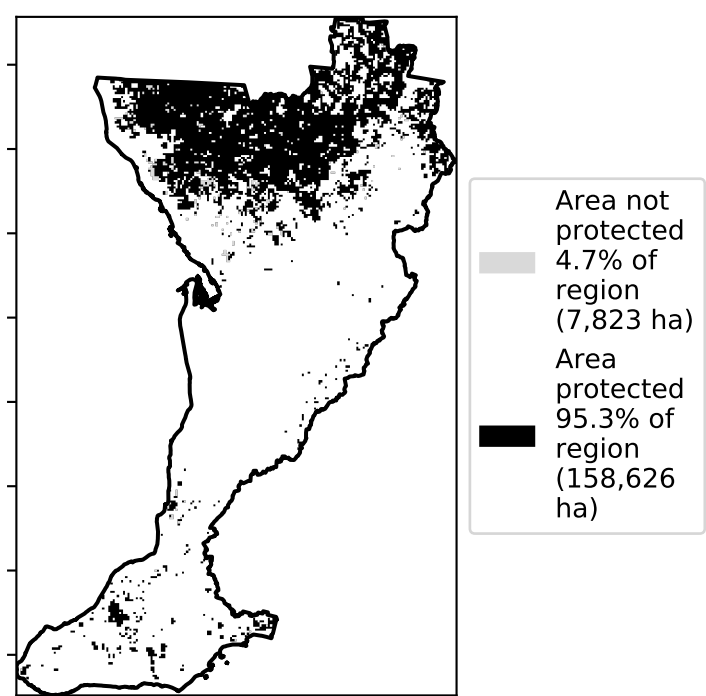 Area not
protected
4.7% of
region
(7,823 ha)
Area
protected
95.3% of
region
(158,626
ha)